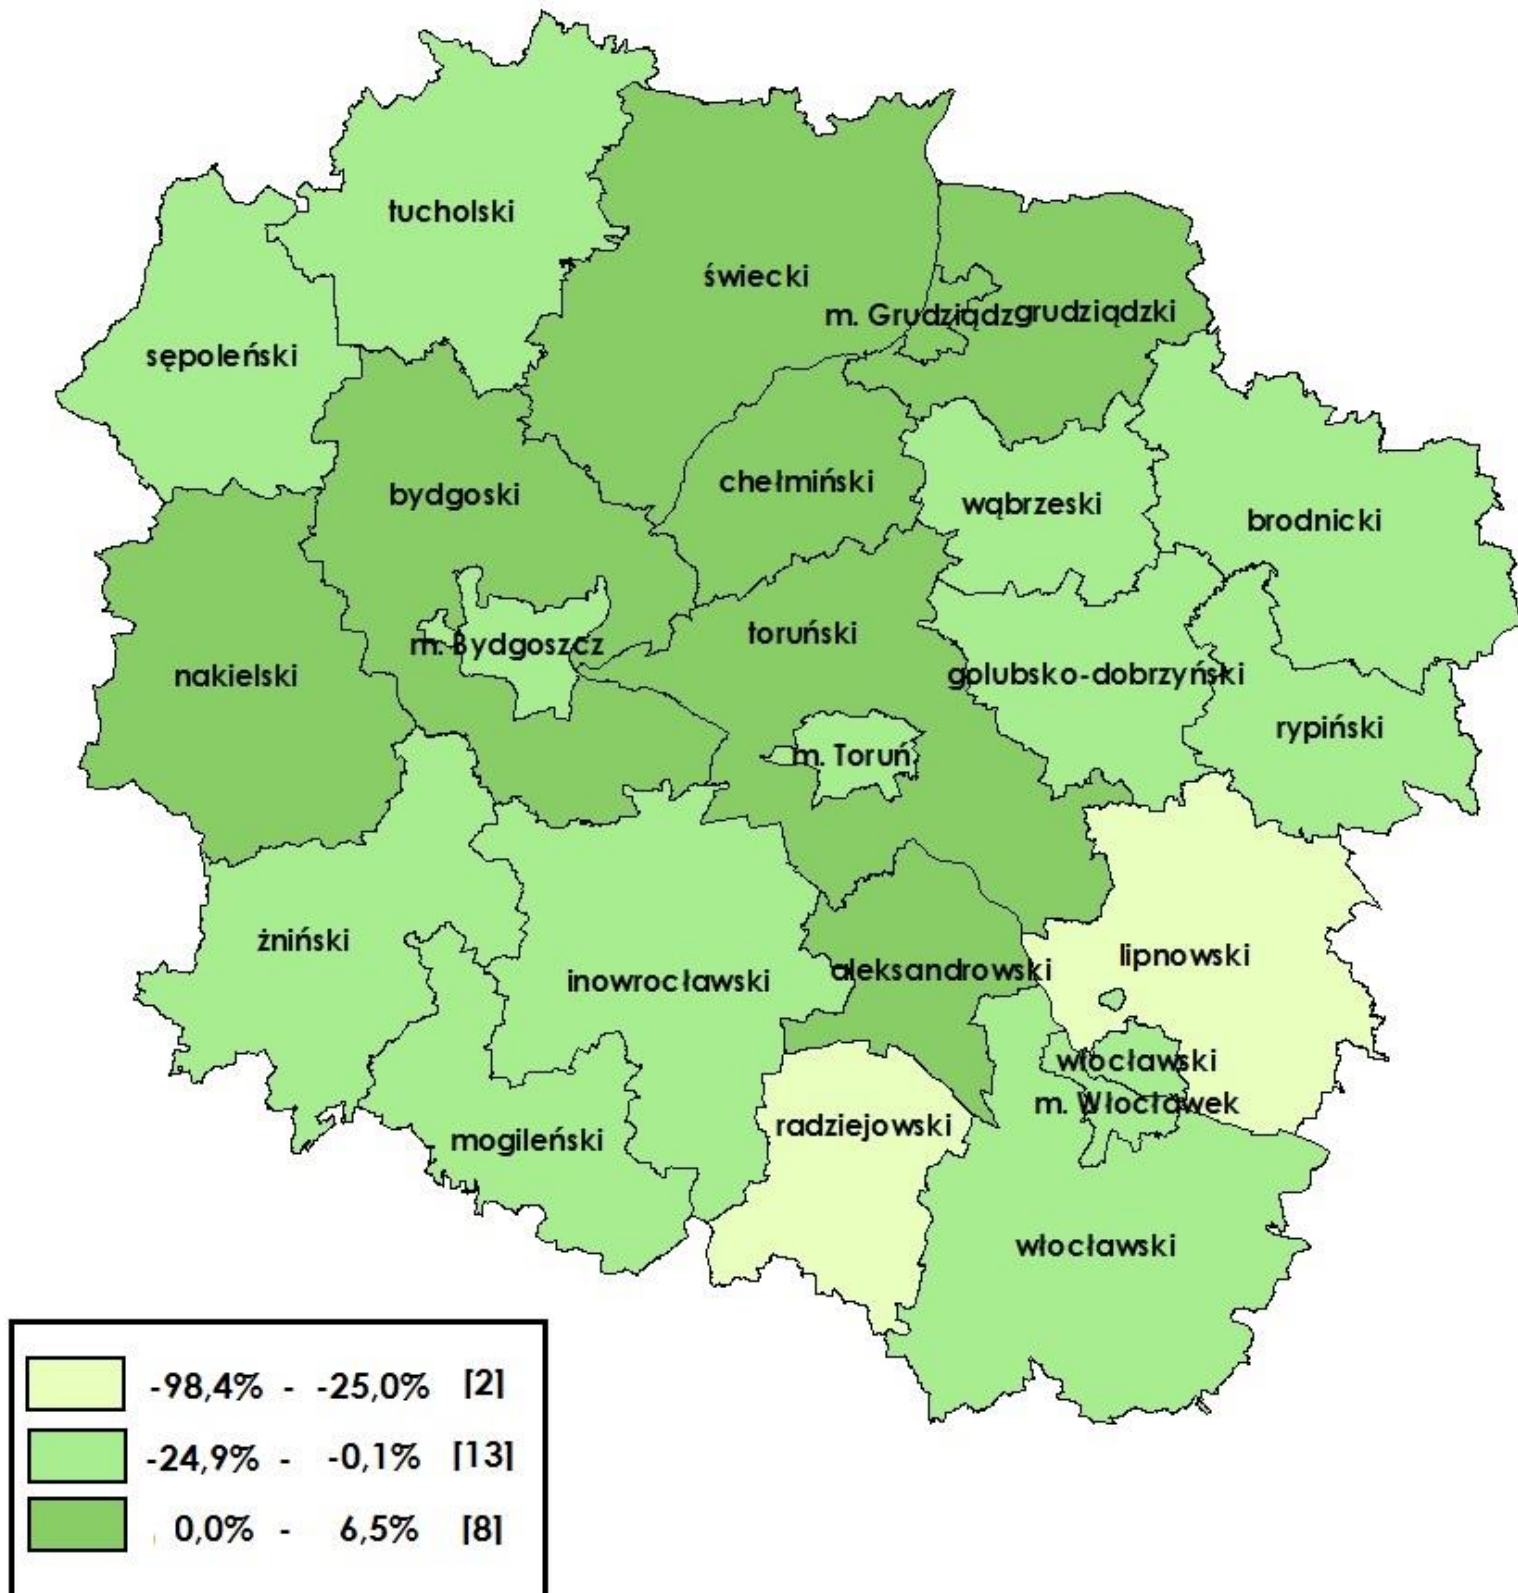 tucholski
świecki
m. Grudziądz
grudziądzki
sępoleński
bydgoski
chełmiński
wąbrzeski
brodnicki
m. Bydgoszcz
toruński
nakielski
golubsko-dobrzyński
rypiński
m. Toruń
żniński
inowrocławski
aleksandrowski
lipnowski
włocławski
m. Włocławek
radziejowski
mogileński
włocławski
-98,4% - -25,0% [2]
-24,9% - -0,1% [13]
0,0% - 6,5% [8]